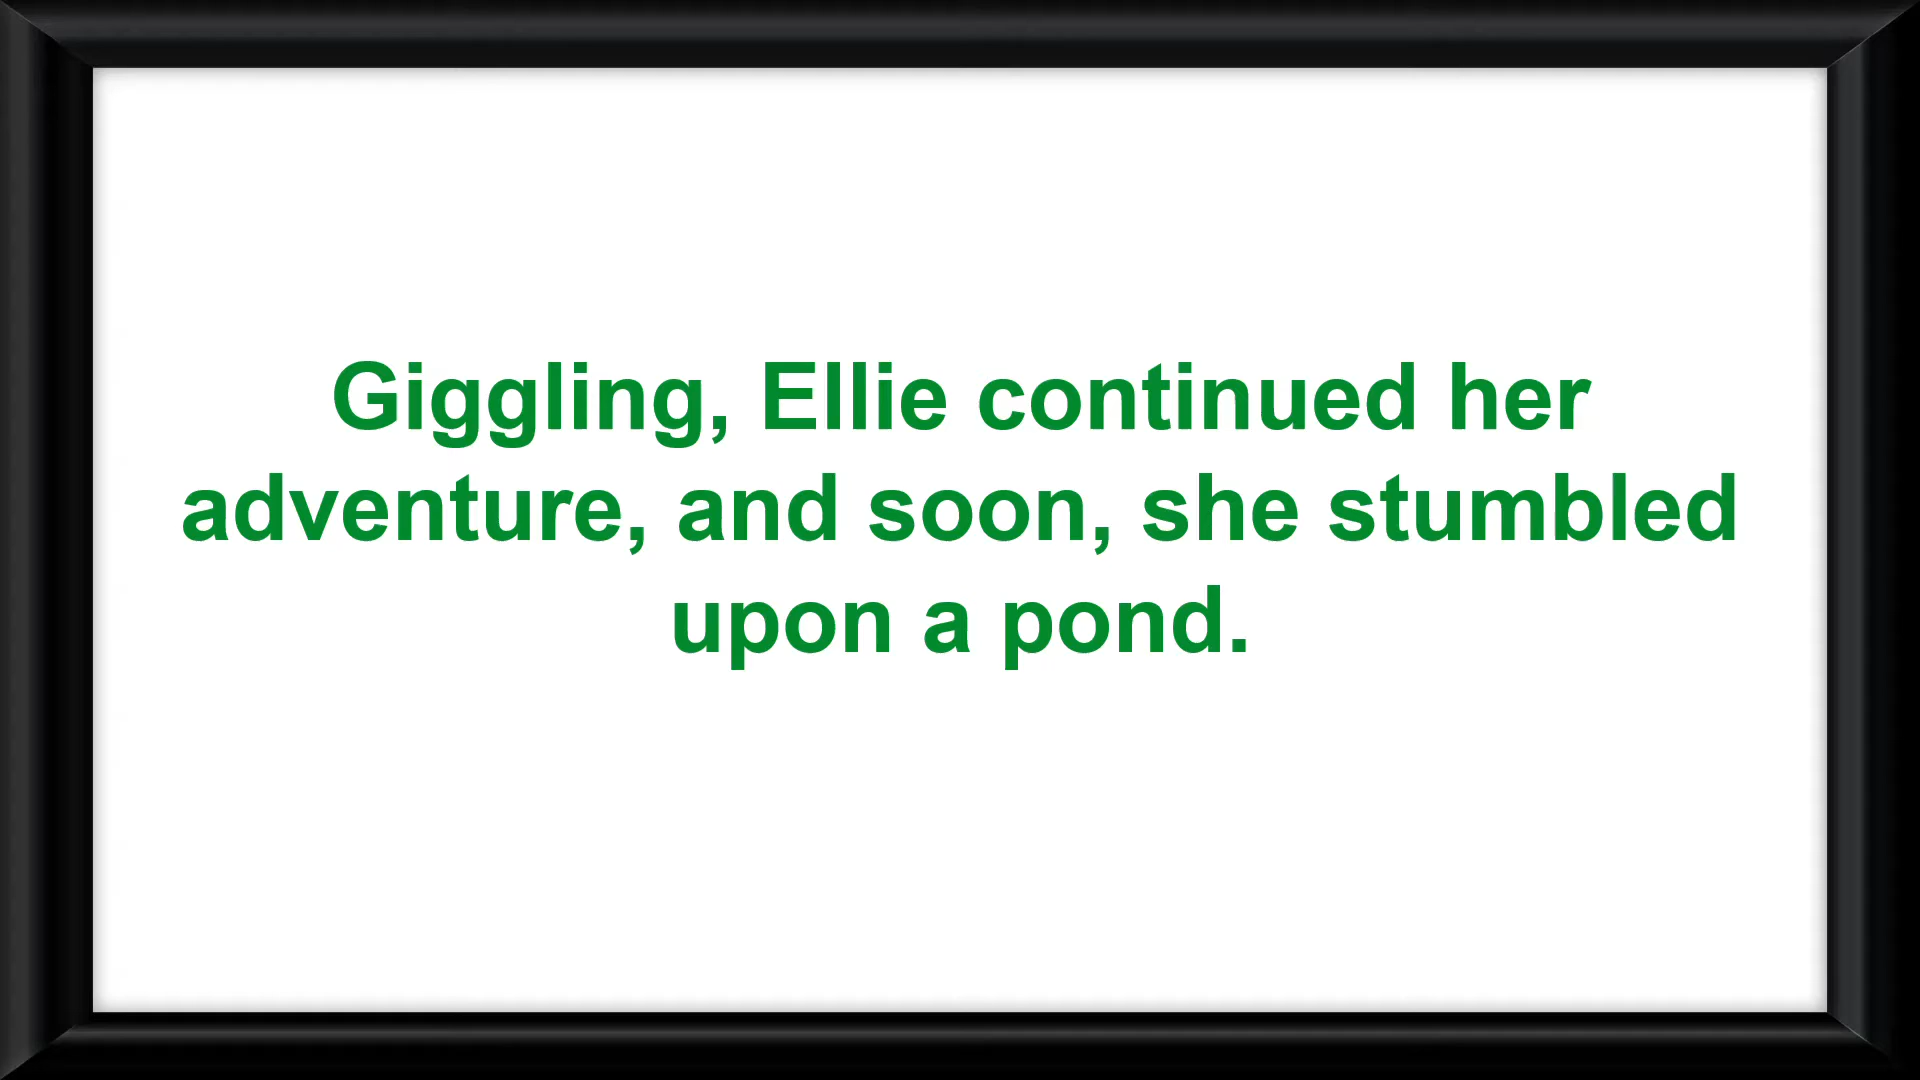 Giggling, Ellie continued her
adventure, and soon, she stumbled
upon a pond.